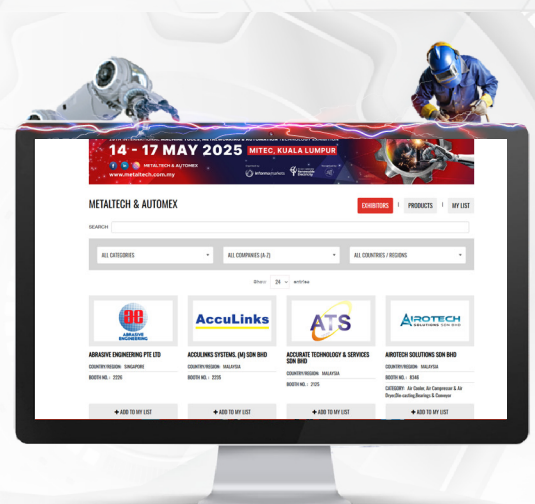 14 - 17 MAY 2025 MITEC, KUALA LUMPUR
METALTECH & AUTOMEX
www.metaltech.com.my
informamarkets
METALTECH & AUTOMEX
EXHIBITORS | PRODUCTS | MY LIST
SEARCH
ALL CATEGORIES ALL COMPANIES (A-Z) ALL COUNTRIES / REGIONS
Show 24 entries
ae
ABRASIVE
ENGINEERING
AccuLinks
ATS
AIROTECH
SOLUTIONS SDN BHD
ABRASIVE ENGINEERING PTE LTD
COUNTRY/REGION: SINGAPORE
BOOTH NO. : 2226
ACCULINKS SYSTEMS. (M) SDN BHD
COUNTRY/REGION: MALAYSIA
BOOTH NO. : 2235
ACCURATE TECHNOLOGY & SERVICES
SDN BHD
COUNTRY/REGION: MALAYSIA
BOOTH NO. : 2125
AIROTECH SOLUTIONS SDN BHD
COUNTRY/REGION: MALAYSIA
BOOTH NO. : 8346
CATEGORY: Air Cooler, Air Compressor & Air
Dryer,Die-casting,Bearings & Conveyor
+ ADD TO MY LIST
+ ADD TO MY LIST
+ ADD TO MY LIST
+ ADD TO MY LIST